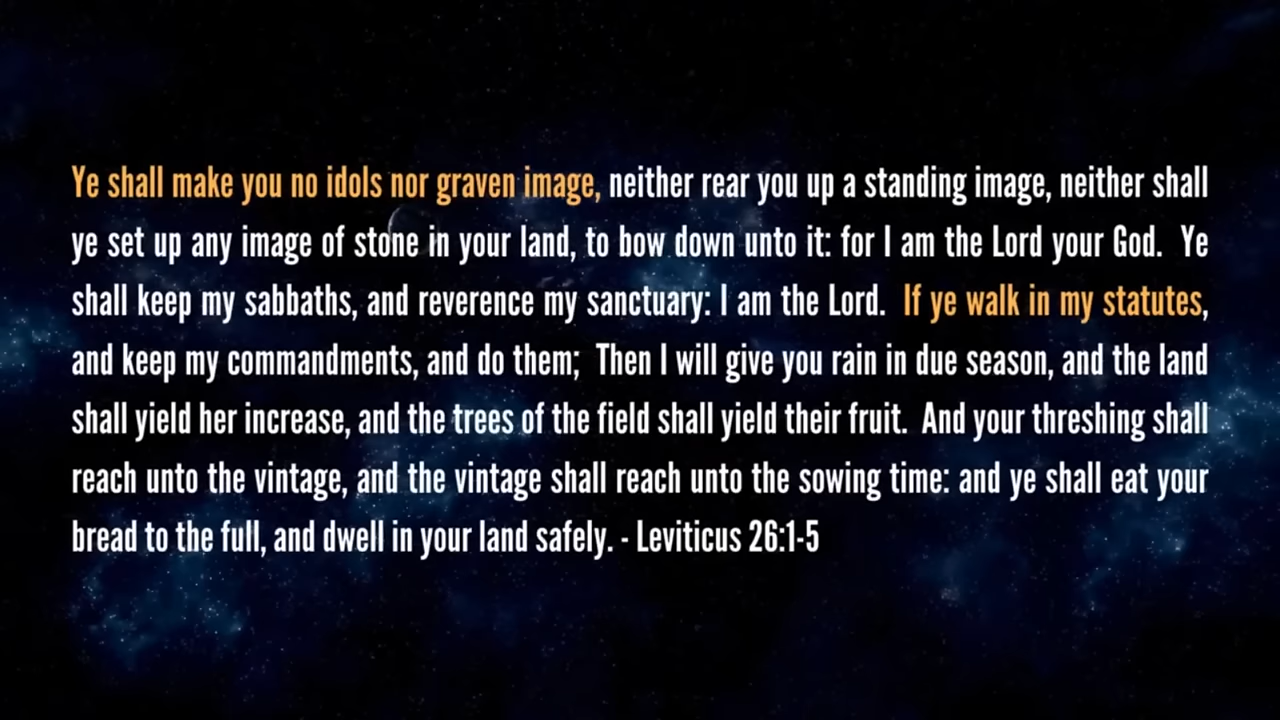 Ye shall make you no idols nor graven image, neither rear you up a standing image, neither shall
ye set up any image of stone in your land, to bow down unto it: for I am the Lord your God.  Ye
shall keep my sabbaths, and reverence my sanctuary: I am the Lord.  If ye walk in my statutes,
and keep my commandments, and do them;  Then I will give you rain in due season, and the land
shall yield her increase, and the trees of the field shall yield their fruit.  And your threshing shall
reach unto the vintage, and the vintage shall reach unto the sowing time: and ye shall eat your
bread to the full, and dwell in your land safely. - Leviticus 26:1-5